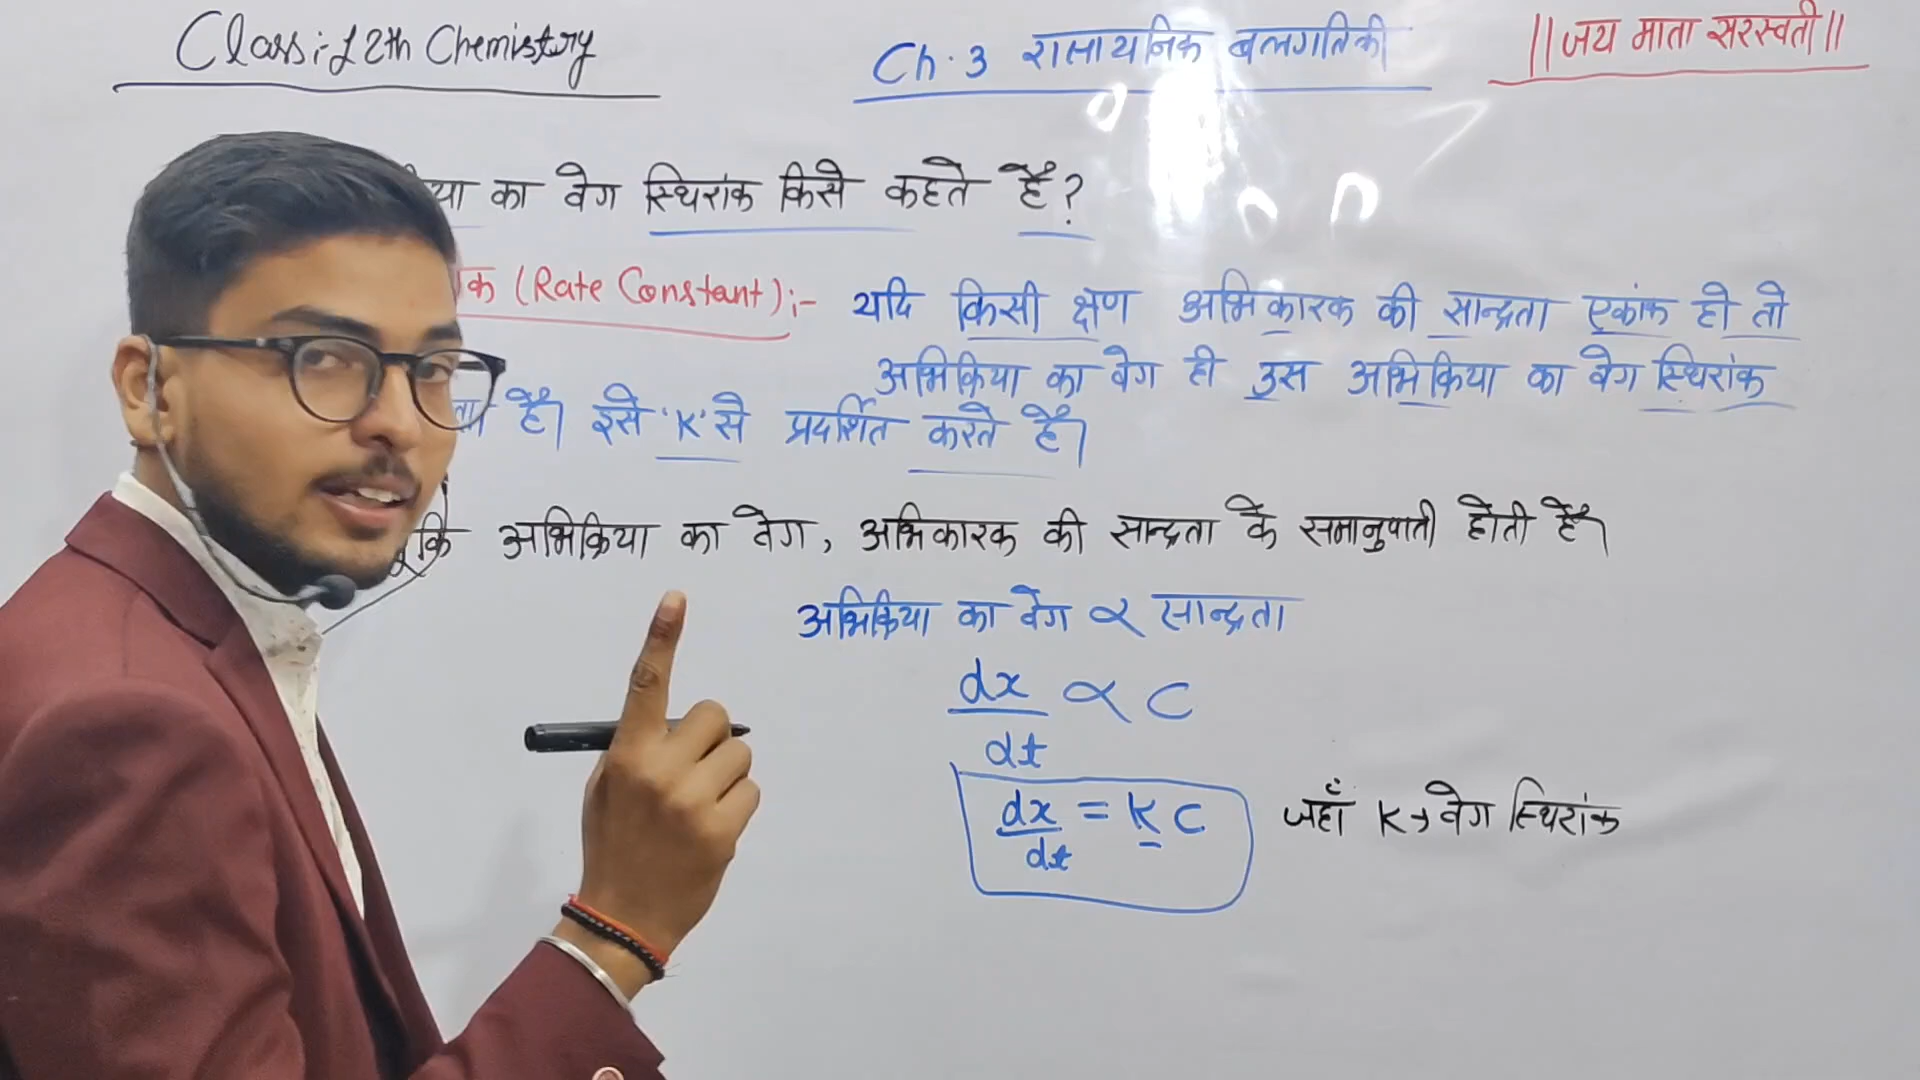 Class:-12th Chemistry
Ch.3 रासायनिक बलगतिकी
||जय माता सरस्वती||
का वेग स्थिरांक किसे कहते है?
(Rate Constant):- यदि किसी क्षण अभिकारक की सान्द्रता एकांक हो तो
अभिक्रिया का वेग ही उस अभिक्रिया का वेग स्थिरांक
है। इसे 'K' से प्रदर्शित करते है।
अभिक्रिया का वेग, अभिकारक की सान्द्रता के समानुपाती होती है।
अभिक्रिया का वेग ∝ सान्द्रता
dx/dt ∝ C
dx/dt = KC जहाँ K→वेग स्थिरांक